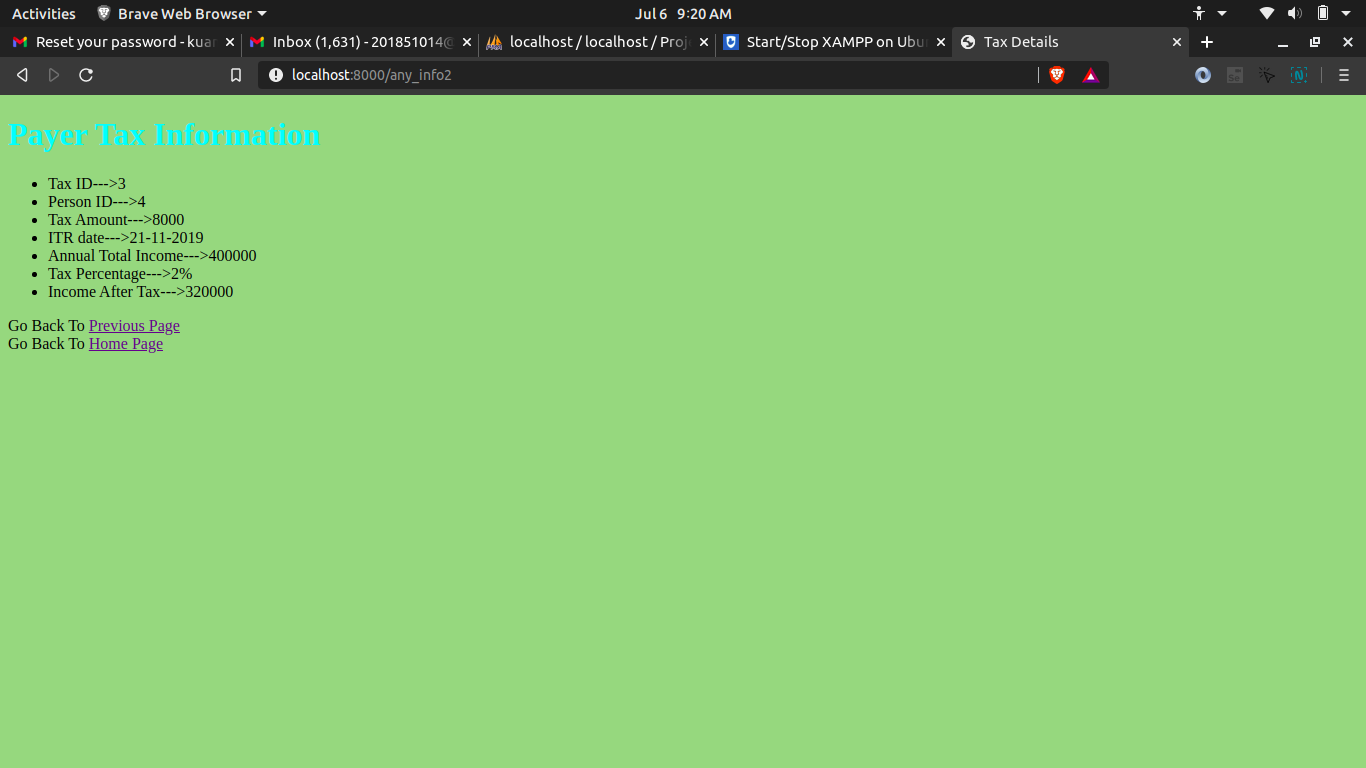 Activities Brave Web Browser Jul 6 9:20 AM
Reset your password - kuar Inbox (1,631) - 201851014@ localhost / localhost / Proj Start/Stop XAMPP on Ubu Tax Details
localhost:8000/any_info2
Payer Tax Information
Tax ID--->3
Person ID--->4
Tax Amount--->8000
ITR date--->21-11-2019
Annual Total Income--->400000
Tax Percentage--->2%
Income After Tax--->320000
Go Back To Previous Page
Go Back To Home Page